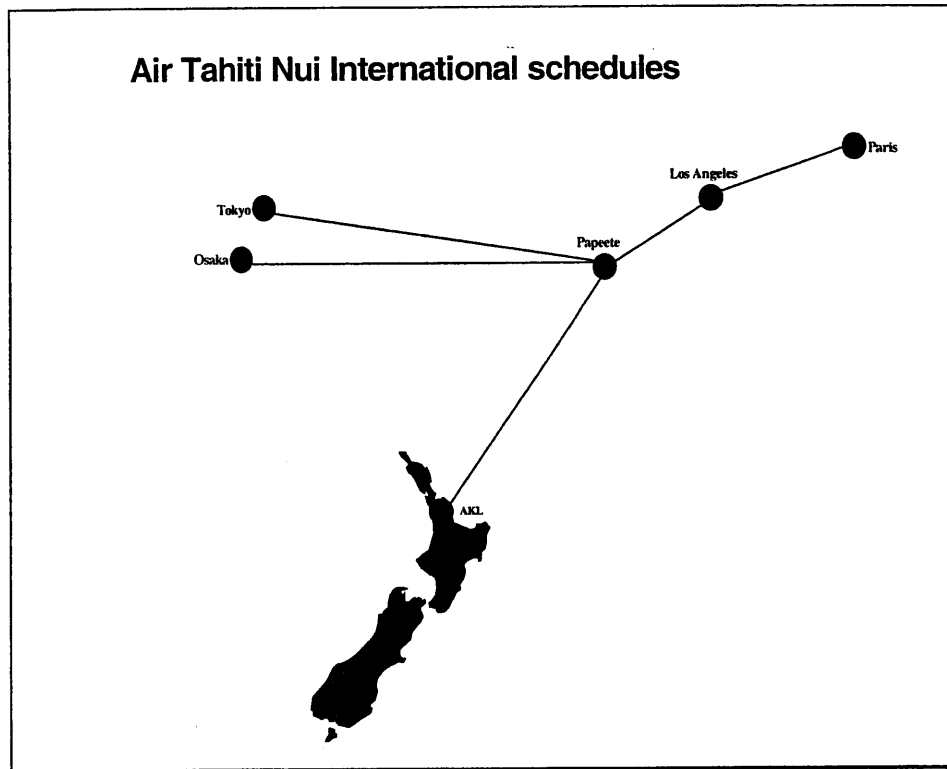 Air Tahiti Nui International schedules
Paris
Los Angeles
Tokyo
Papeete
Osaka
AKL